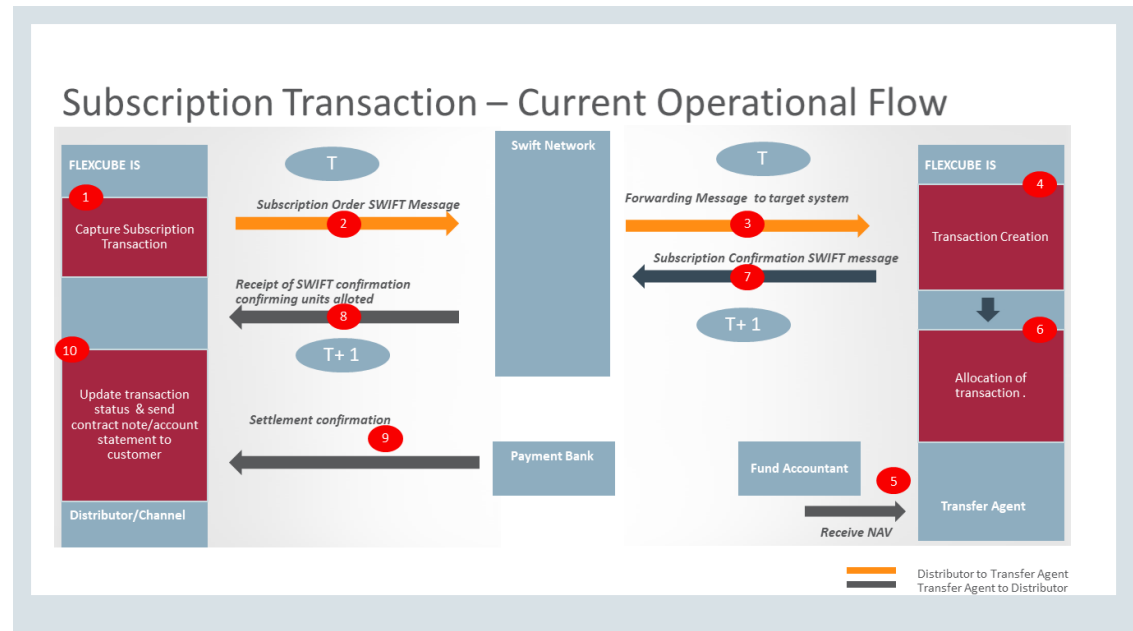 Subscription Transaction – Current Operational Flow
FLEXCUBE IS
1
Capture Subscription
Transaction
T
Subscription Order SWIFT Message
2
Receipt of SWIFT confirmation
confirming units alloted
8
T+ 1
10
Update transaction
status & send
contract note/account
statement to
customer
Settlement confirmation
9
Distributor/Channel
Swift Network
Payment Bank
T
Forwarding Message to target system
3
Subscription Confirmation SWIFT message
7
T+ 1
FLEXCUBE IS
4
Transaction Creation
6
Allocation of
transaction .
Fund Accountant
5
Receive NAV
Transfer Agent
Distributor to Transfer Agent
Transfer Agent to Distributor